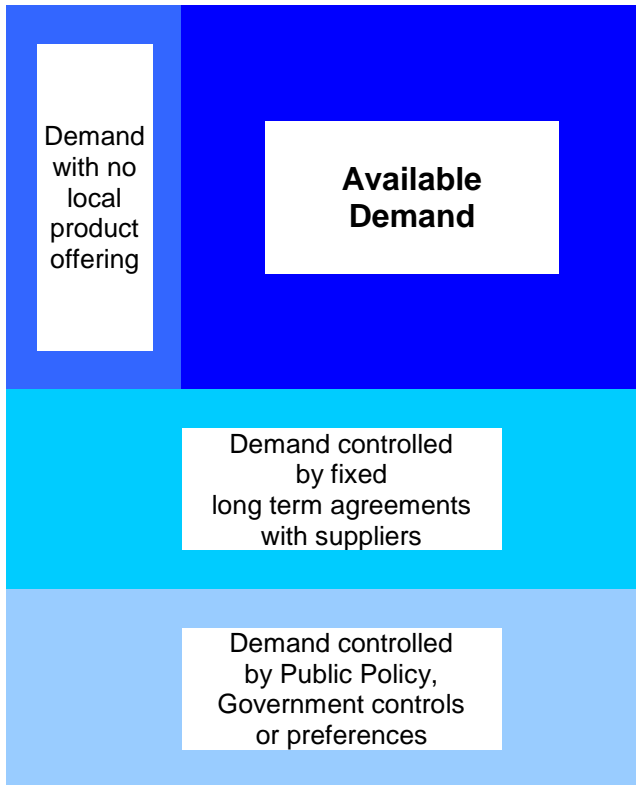 Demand
with no
local
product
offering
Available
Demand
Demand controlled
by fixed
long term agreements
with suppliers
Demand controlled
by Public Policy,
Government controls
or preferences